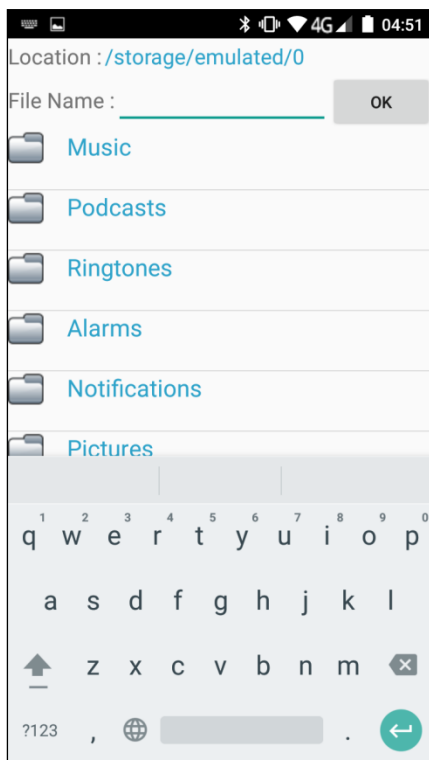 4G 04:51
Location : /storage/emulated/0
File Name : OK
Music
Podcasts
Ringtones
Alarms
Notifications
Pictures
1 2 3 4 5 6 7 8 9 0
q w e r t y u i o p
a s d f g h j k l
z x c v b n m
?123 , .